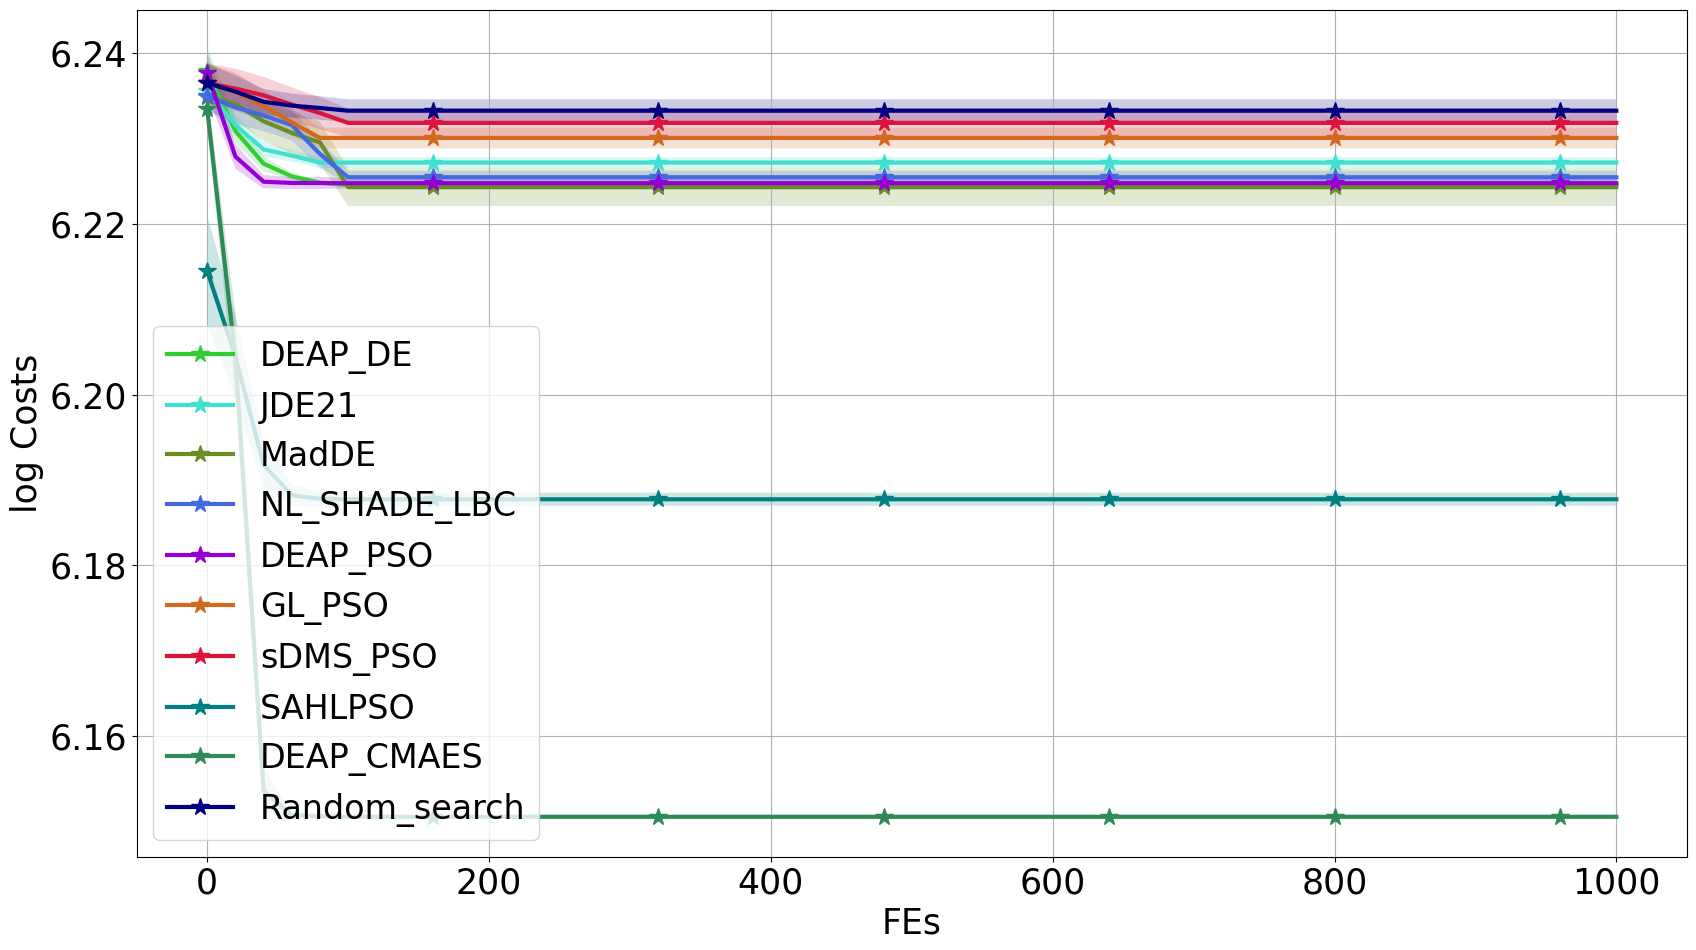 6.24
6.22
6.20
6.18
6.16
log Costs
DEAP_DE
JDE21
MadDE
NL_SHADE_LBC
DEAP_PSO
GL_PSO
sDMS_PSO
SAHLPSO
DEAP_CMAES
Random_search
0 200 400 600 800 1000
FEs